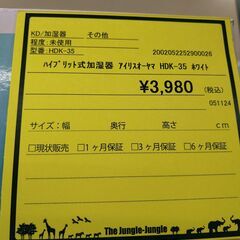 KD/加湿器 その他
程度:未使用
型番:HDK-35 2002052252900026
ハイブリット式加湿器 アイリスオーヤマ HDK-35 ホワイト
¥3,980 (税込)
051124
サイズ:幅 奥行 高さ cm
□現状販売 □1ヶ月保証 □3ヶ月保証 □6ヶ月保証
The Jungle-Jungle